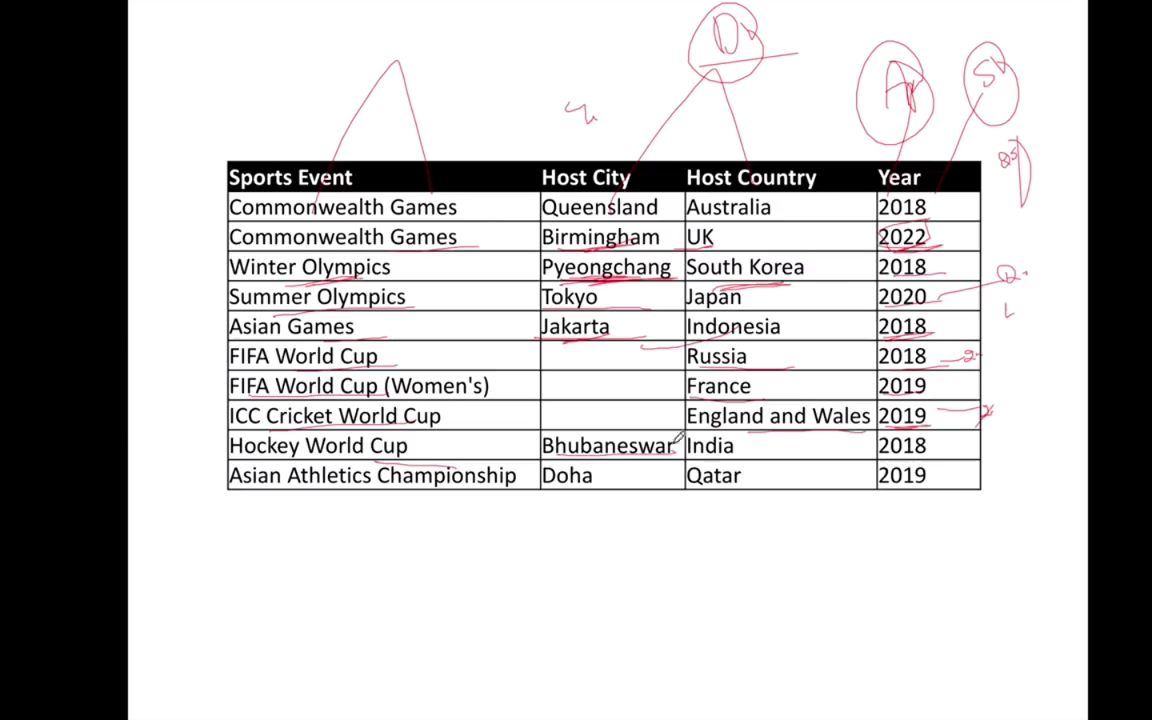 Sports Event Host City Host Country Year
Commonwealth Games Queensland Australia 2018
Commonwealth Games Birmingham UK 2022
Winter Olympics Pyeongchang South Korea 2018
Summer Olympics Tokyo Japan 2020
Asian Games Jakarta Indonesia 2018
FIFA World Cup Russia 2018
FIFA World Cup (Women's) France 2019
ICC Cricket World Cup England and Wales 2019
Hockey World Cup Bhubaneswar India 2018
Asian Athletics Championship Doha Qatar 2019